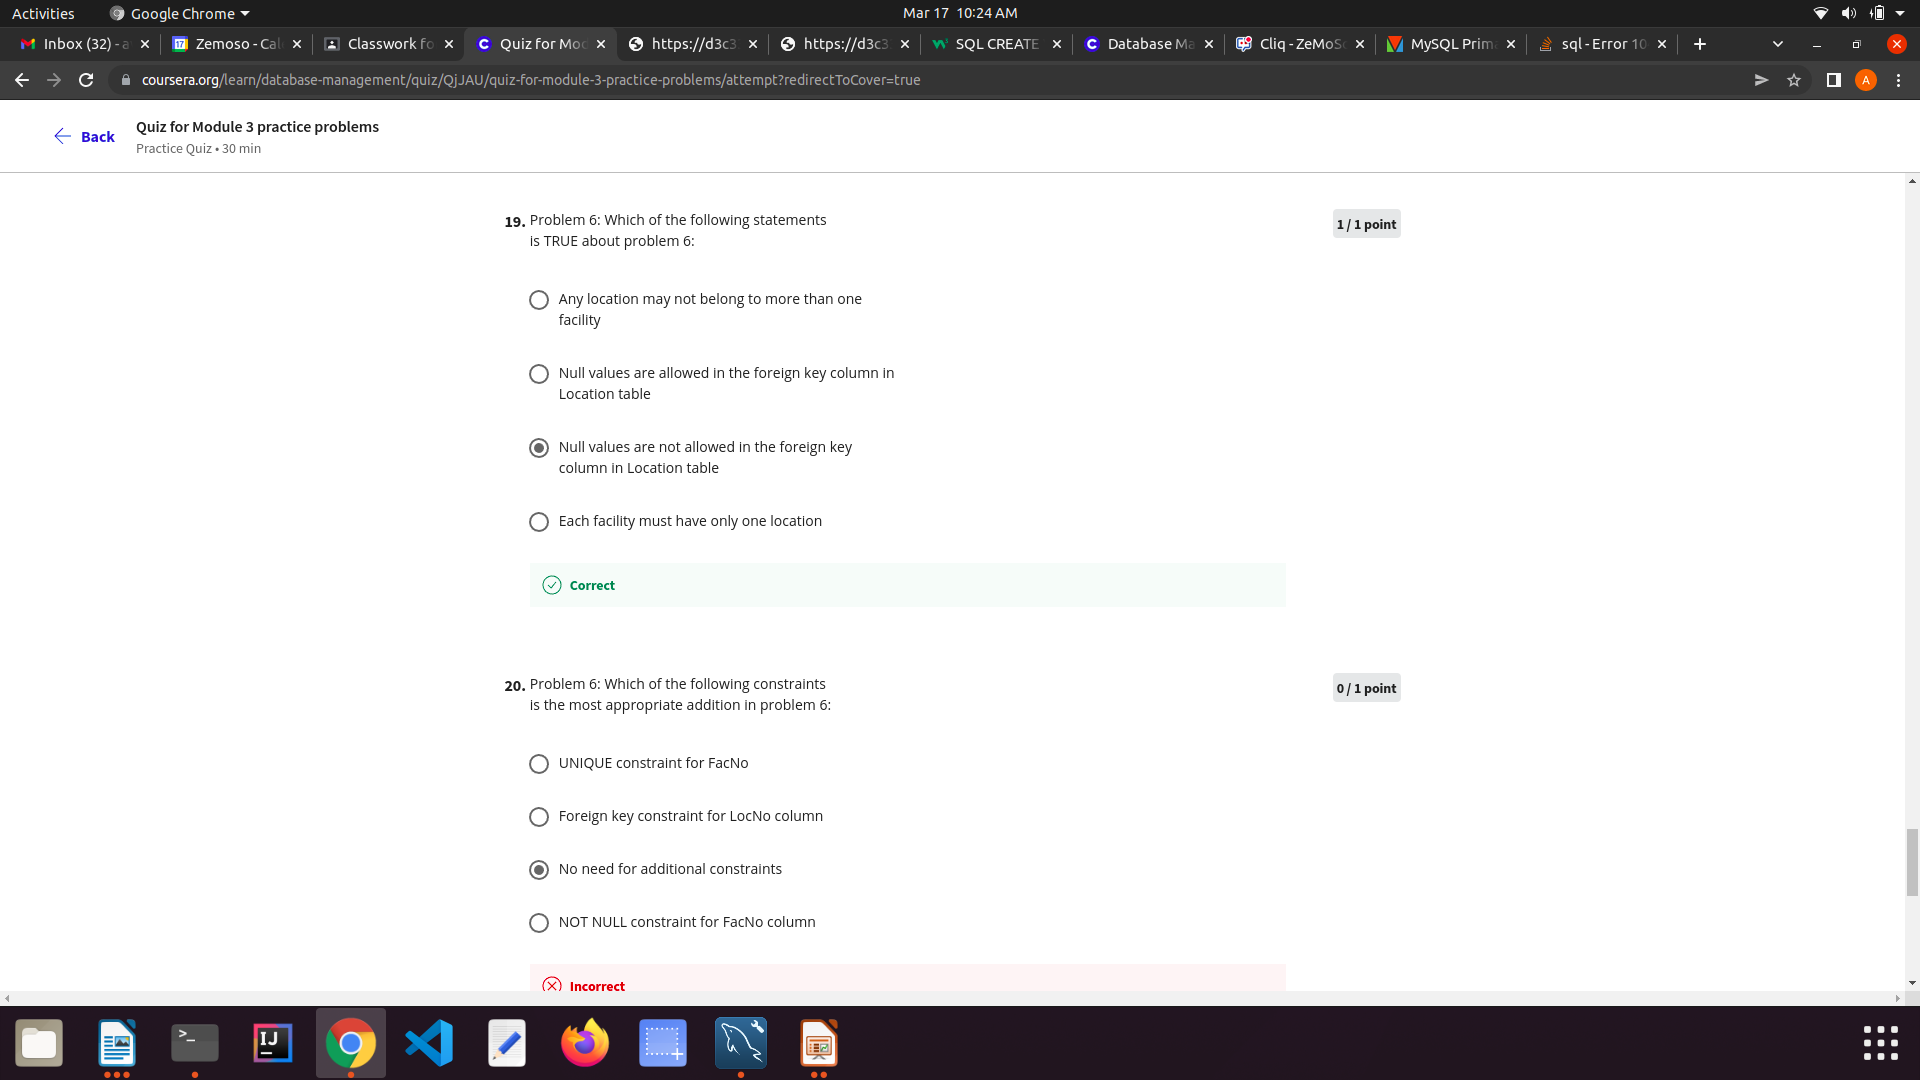 Activities
Google Chrome
Mar 17 10:24 AM
Inbox (32) - a
Zemoso - Cal
Classwork fo
Quiz for Mod
https://d3c3
https://d3c3
SQL CREATE
Database Ma
Cliq - ZeMoS
MySQL Prim
sql - Error 10
coursera.org/learn/database-management/quiz/QjJAU/quiz-for-module-3-practice-problems/attempt?redirectToCover=true
A
Back
Quiz for Module 3 practice problems
Practice Quiz • 30 min
19. Problem 6: Which of the following statements
is TRUE about problem 6:
1 / 1 point
Any location may not belong to more than one
facility
Null values are allowed in the foreign key column in
Location table
Null values are not allowed in the foreign key
column in Location table
Each facility must have only one location
Correct
20. Problem 6: Which of the following constraints
is the most appropriate addition in problem 6:
0 / 1 point
UNIQUE constraint for FacNo
Foreign key constraint for LocNo column
No need for additional constraints
NOT NULL constraint for FacNo column
Incorrect